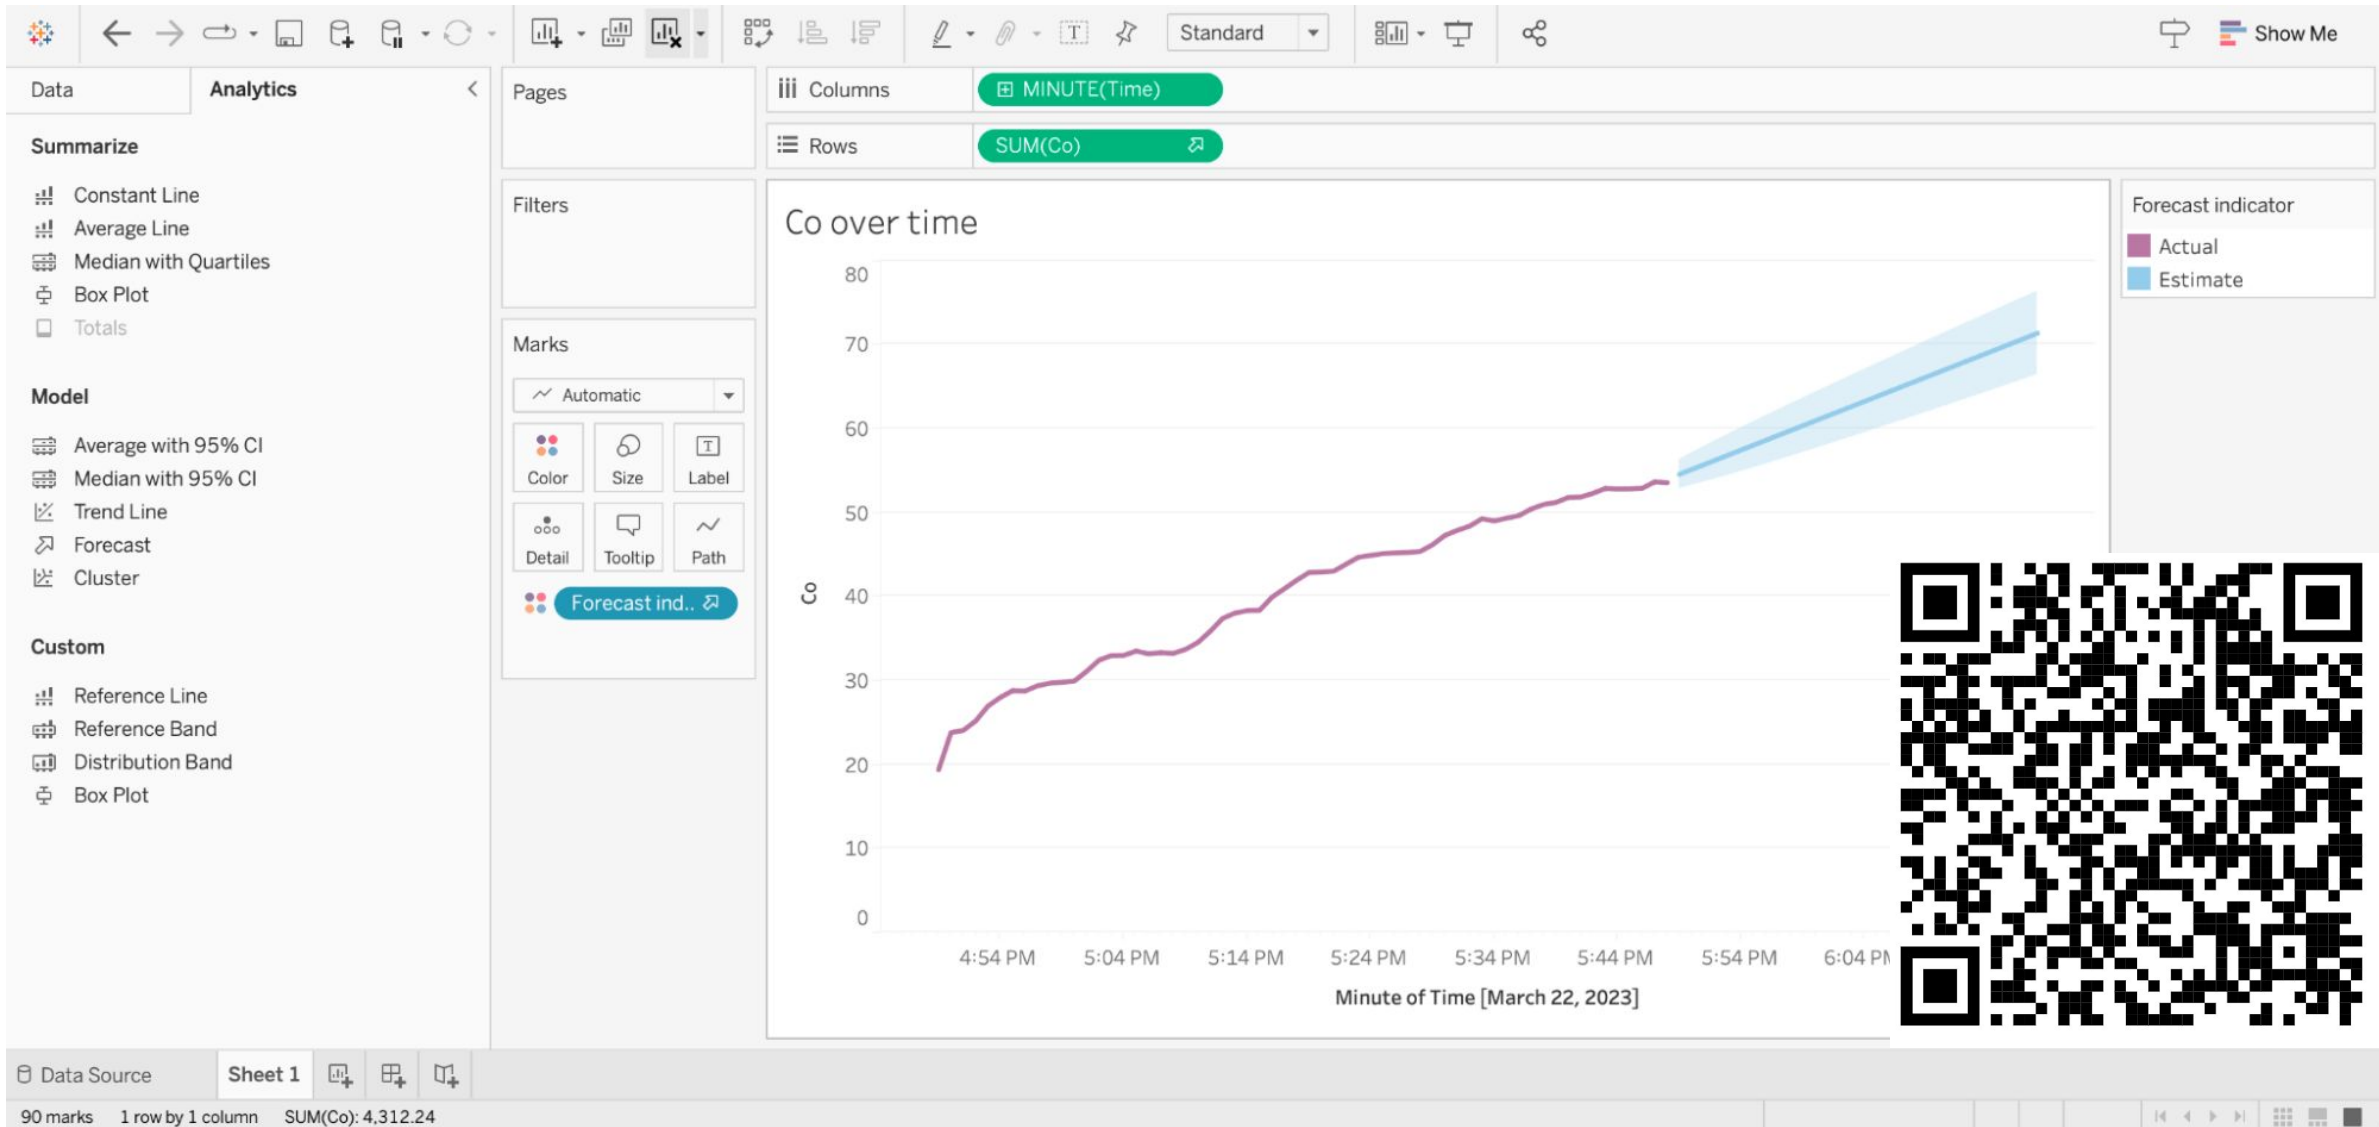 Standard
Show Me
Data
Analytics
Summarize
Constant Line
Average Line
Median with Quartiles
Box Plot
Totals
Model
Average with 95% CI
Median with 95% CI
Trend Line
Forecast
Cluster
Custom
Reference Line
Reference Band
Distribution Band
Box Plot
Pages
Filters
Marks
Automatic
Color
Size
Label
Detail
Tooltip
Path
Forecast ind..
Columns
MINUTE(Time)
Rows
SUM(Co)
Co over time
80
70
60
50
40
30
20
10
0
Co
4:54 PM 5:04 PM 5:14 PM 5:24 PM 5:34 PM 5:44 PM 5:54 PM 6:04 PM
Minute of Time [March 22, 2023]
Forecast indicator
Actual
Estimate
Data Source
Sheet 1
90 marks 1 row by 1 column SUM(Co): 4,312.24